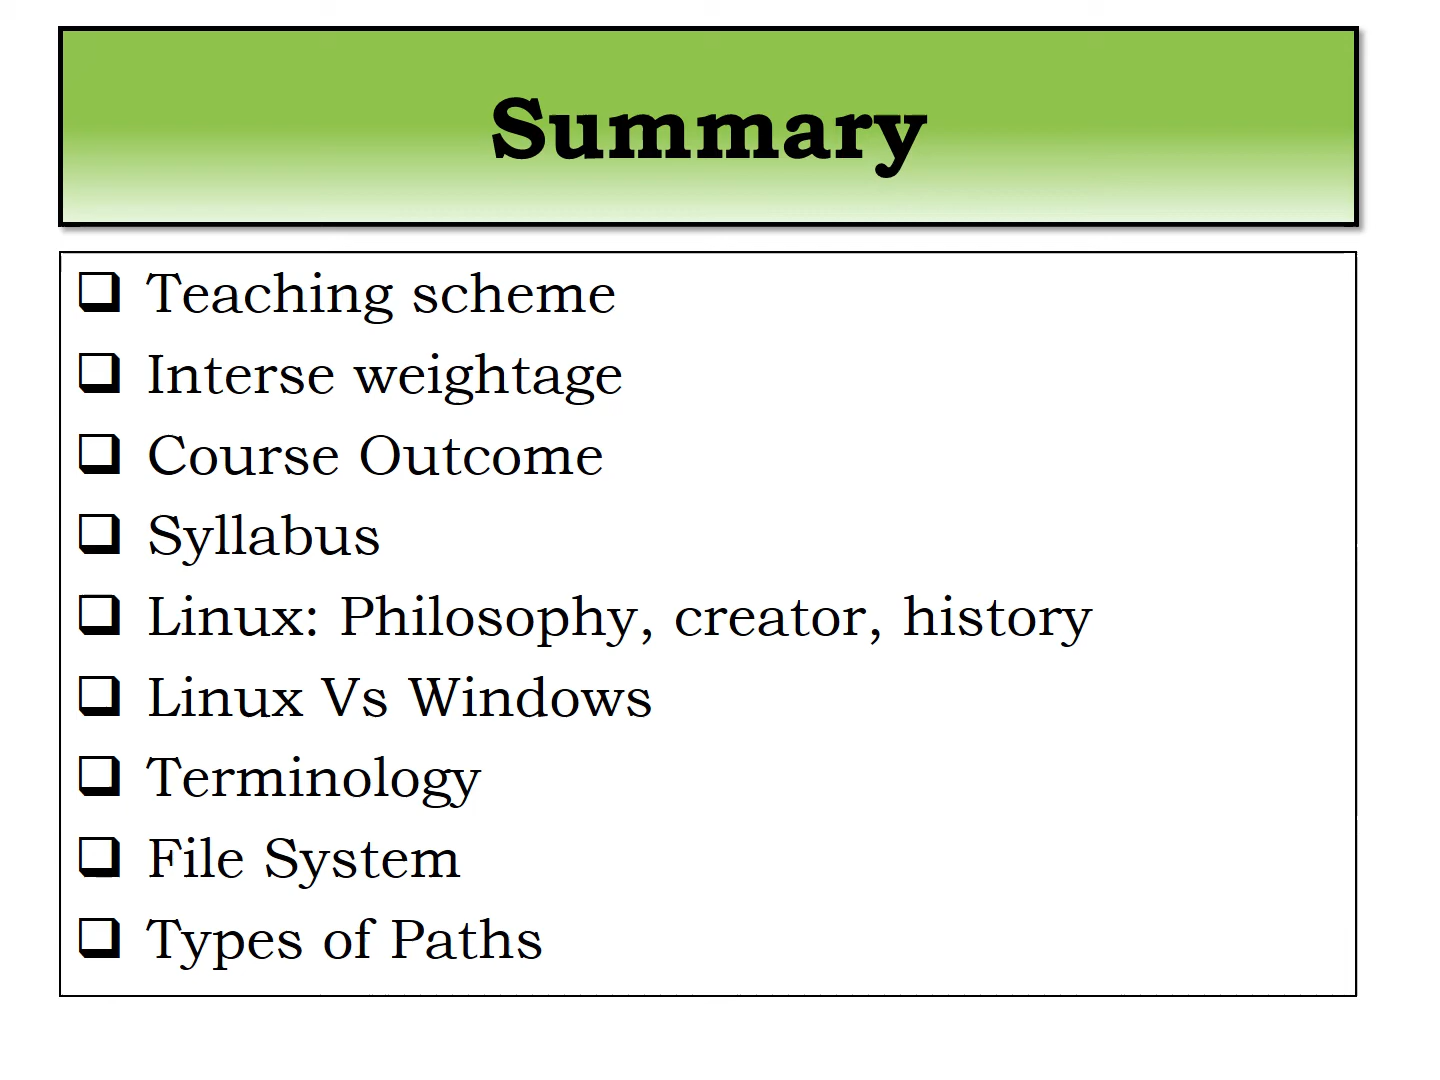 Summary
Teaching scheme
Interse weightage
Course Outcome
Syllabus
Linux: Philosophy, creator, history
Linux Vs Windows
Terminology
File System
Types of Paths